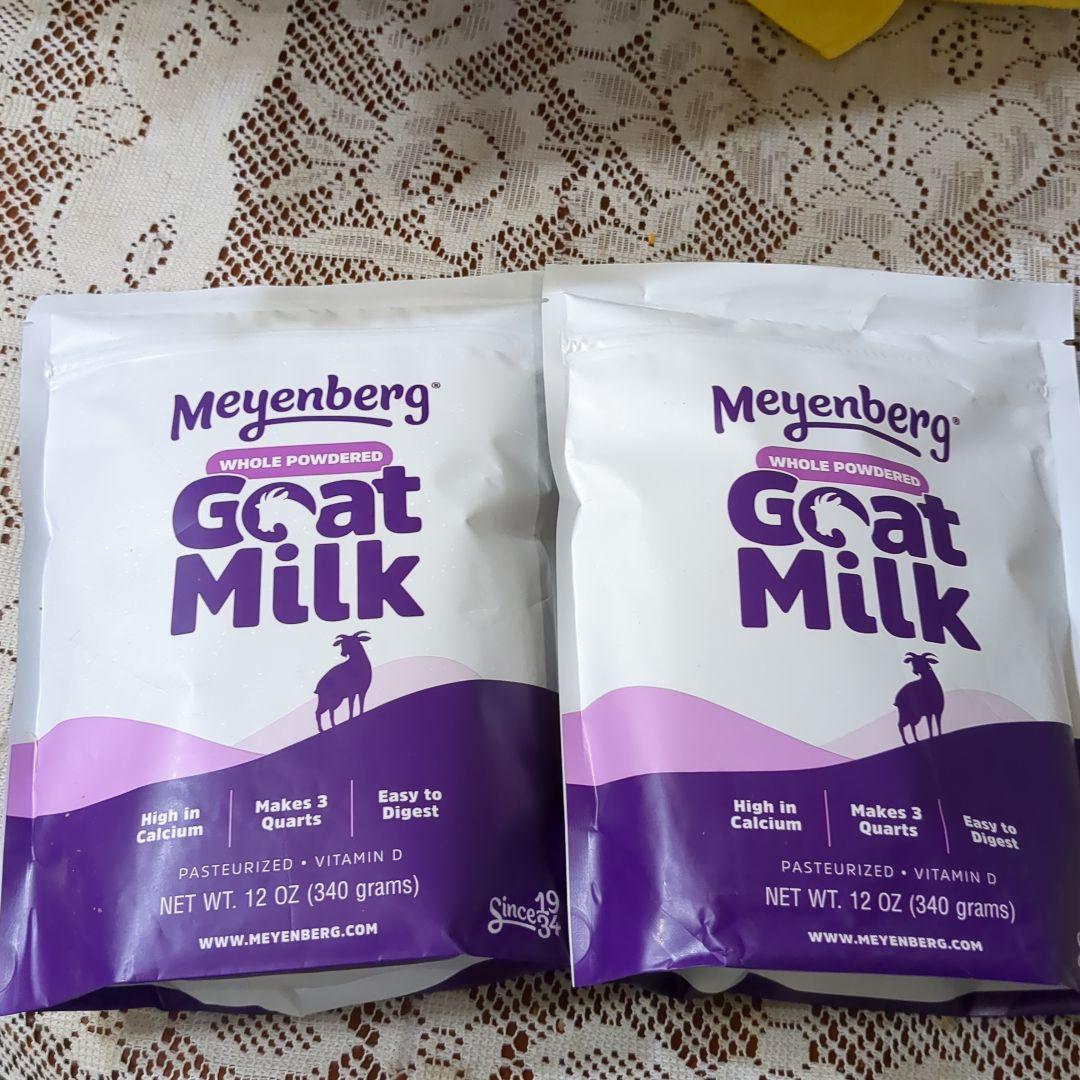 Meyenberg®
WHOLE POWDERED
Goat
Milk
High in
Calcium
Makes 3
Quarts
Easy to
Digest
PASTEURIZED • VITAMIN D
NET WT. 12 OZ (340 grams)
WWW.MEYENBERG.COM
Since 1934
Meyenberg®
WHOLE POWDERED
Goat
Milk
High in
Calcium
Makes 3
Quarts
Easy to
Digest
PASTEURIZED • VITAMIN D
NET WT. 12 OZ (340 grams)
WWW.MEYENBERG.COM